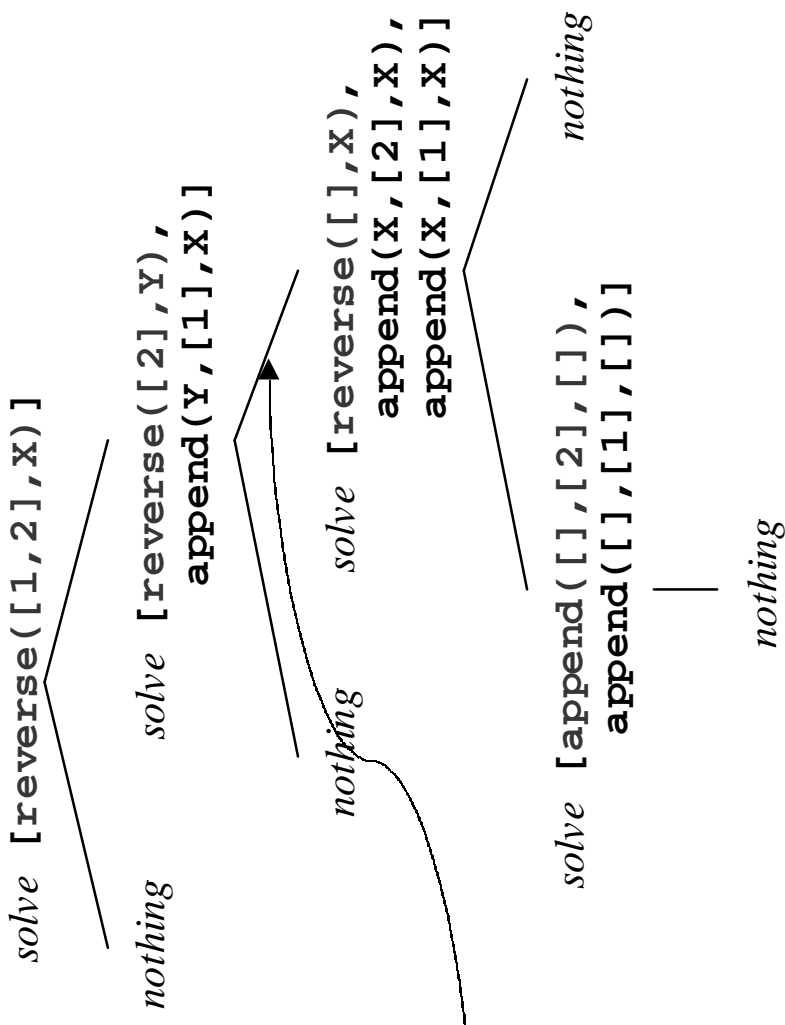 solve [reverse([1,2],X)]
nothing
solve [reverse([2],Y),
append(Y,[1],X)]
nothing
solve [reverse([],X),
append(X,[2],X),
append(X,[1],X)]
solve [append([],[2],[]),
append([],[1],[])]
nothing
nothing